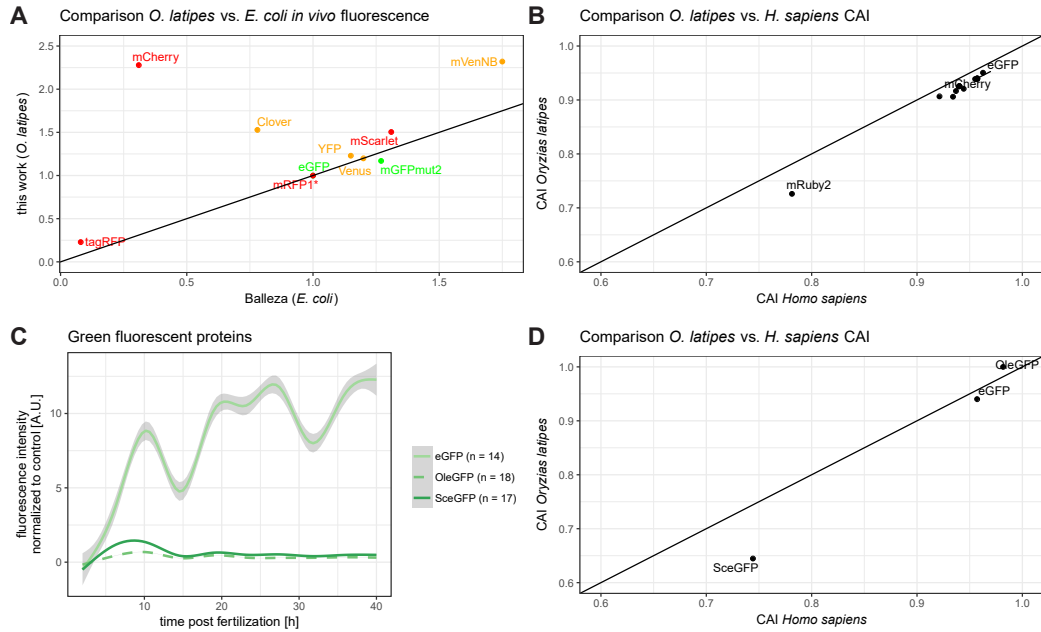 A
Comparison O. latipes vs. E. coli in vivo fluorescence
this work (O. latipes)
2.5
2.0
1.5
1.0
0.5
0.0
mCherry
mVenNB
Clover
mScarlet
YFP
eGFP
Venus
mGFPmut2
mRFP1*
tagRFP
0.0 0.5 1.0 1.5
Balleza (E. coli)
B
Comparison O. latipes vs. H. sapiens CAI
CAI Oryzias latipes
1.0
0.9
0.8
0.7
0.6
eGFP
mCherry
mRuby2
0.6 0.7 0.8 0.9 1.0
CAI Homo sapiens
C
Green fluorescent proteins
fluorescence intensity
normalized to control [A.U.]
10
5
0
10 20 30 40
time post fertilization [h]
eGFP (n = 14)
OleGFP (n = 18)
SceGFP (n = 17)
D
Comparison O. latipes vs. H. sapiens CAI
CAI Oryzias latipes
1.0
0.9
0.8
0.7
0.6
OleGFP
eGFP
SceGFP
0.6 0.7 0.8 0.9 1.0
CAI Homo sapiens